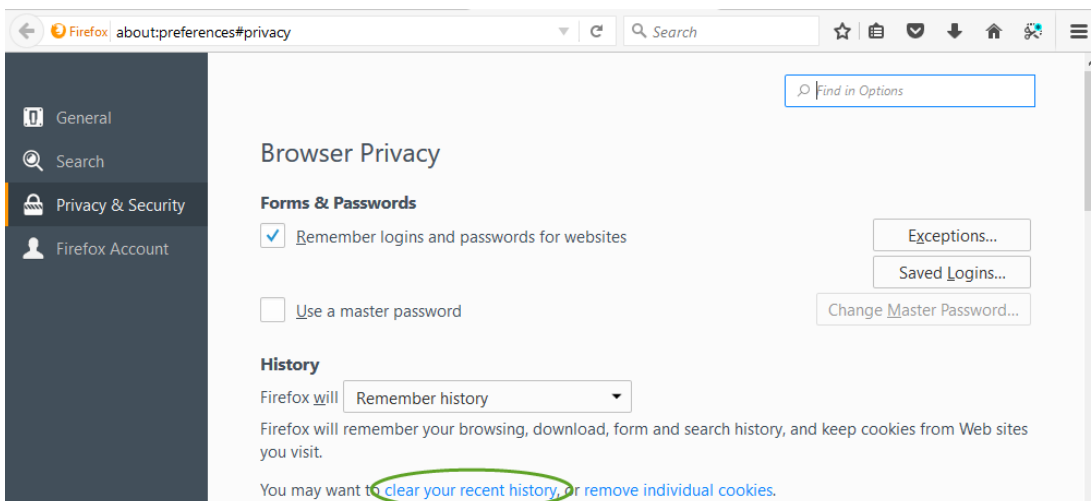 Firefox about:preferences#privacy
Search
Find in Options
General
Search
Privacy & Security
Firefox Account
Browser Privacy
Forms & Passwords
Remember logins and passwords for websites
Exceptions...
Saved Logins...
Use a master password
Change Master Password...
History
Firefox will Remember history
Firefox will remember your browsing, download, form and search history, and keep cookies from Web sites
you visit.
You may want to clear your recent history, or remove individual cookies.